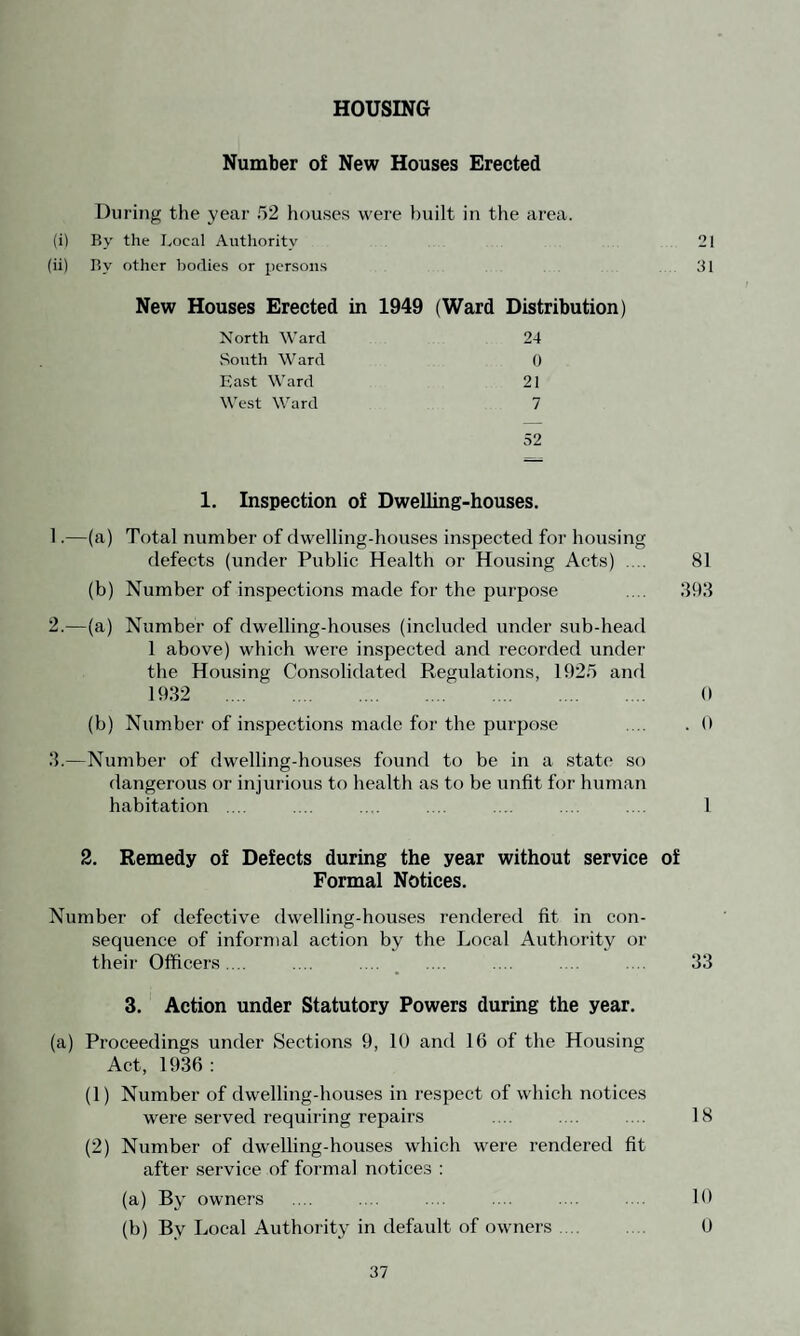 HOUSING
Number of New Houses Erected
During the year 52 houses were built in the area.
(i) By the Local Authority 21
(ii) By other bodies or persons 31
New Houses Erected in 1949 (Ward Distribution)
North Ward 24
South Ward 0
East Ward 21
West Ward 7
52
1. Inspection of Dwelling-houses.
1.—(a) Total number of dwelling-houses inspected for housing
defects (under Public Health or Housing Acts) .... 81
(b) Number of inspections made for the purpose .... 393
2.—(a) Number of dwelling-houses (included under sub-head
1 above) which were inspected and recorded under
the Housing Consolidated Regulations, 1925 and
1932 .... .... .... .... .... .... .... 0
(b) Number of inspections made for the purpose .... . 0
3.—Number of dwelling-houses found to be in a state so
dangerous or injurious to health as to be unfit for human
habitation .... .... .... .... .... .... .... 1
2. Remedy of Defects during the year without service of
Formal Notices.
Number of defective dwelling-houses rendered fit in con-
sequence of informal action by the Local Authority or
their Officers .... .... .... .... .... .... .... 33
3. Action under Statutory Powers during the year.
(a) Proceedings under Sections 9, 10 and 16 of the Housing
Act, 1936 :
(1) Number of dwelling-houses in respect of which notices
were served requiring repairs .... .... .... 18
(2) Number of dwelling-houses which were rendered fit
after service of formal notices :
(a) By owners .... .... .... .... .... .... 10
(b) By Local Authority in default of owners .... .... 0
37